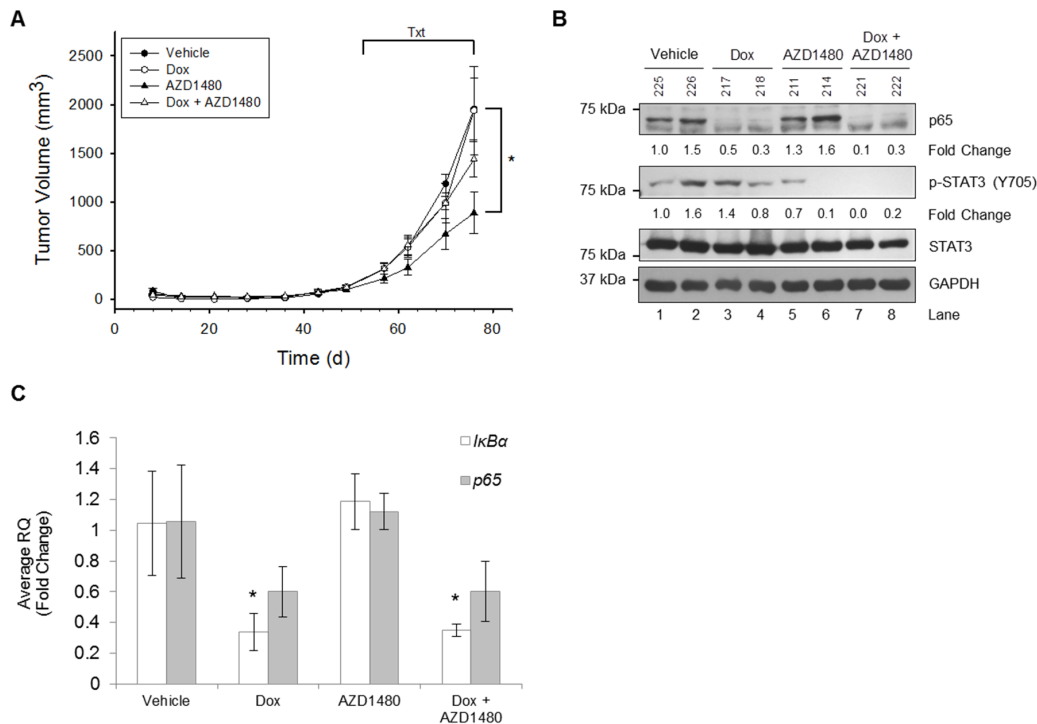 A
Txt
Vehicle
Dox
AZD1480
Dox + AZD1480
*
2500
2000
1500
1000
500
0
Tumor Volume (mm3)
0 20 40 60 80
Time (d)
B
Vehicle Dox AZD1480 Dox + AZD1480
225 226 217 218 211 214 221 222
75 kDa p65
1.0 1.5 0.5 0.3 1.3 1.6 0.1 0.3 Fold Change
75 kDa p-STAT3 (Y705)
1.0 1.6 1.4 0.8 0.7 0.1 0.0 0.2 Fold Change
75 kDa STAT3
37 kDa GAPDH
1 2 3 4 5 6 7 8 Lane
C
IκBα
p65
1.6
1.4
1.2
1
0.8
0.6
0.4
0.2
0
Average RQ
(Fold Change)
* *
Vehicle Dox AZD1480 Dox +
AZD1480